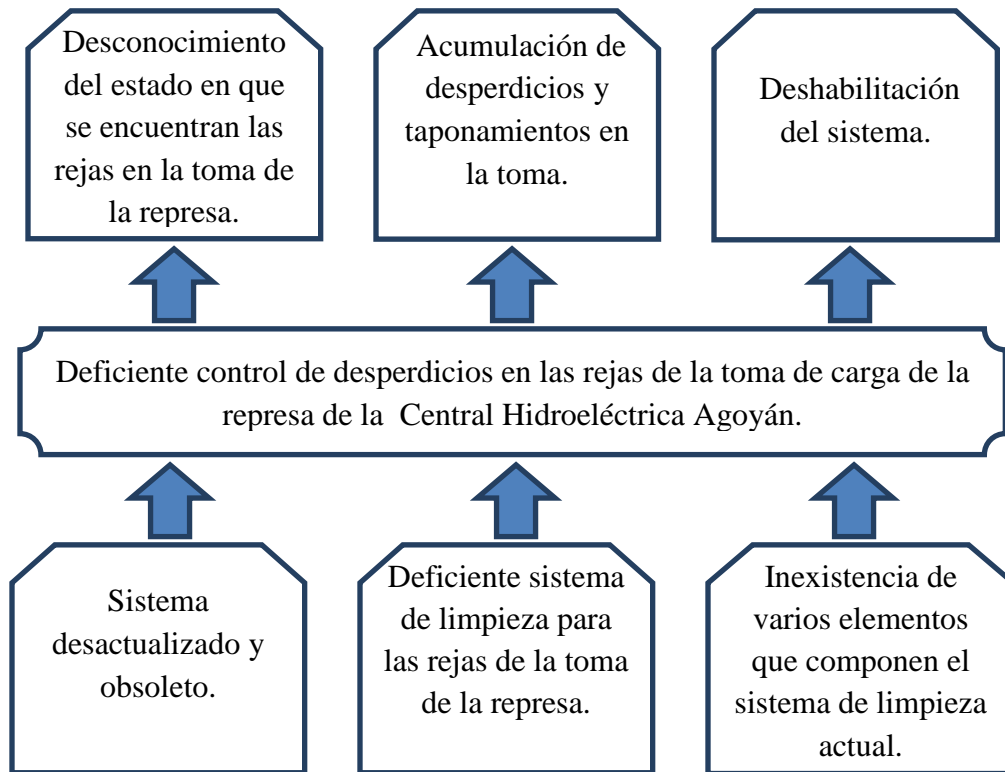 Desconocimiento
del estado en que
se encuentran las
rejas en la toma de
la represa.
Acumulación de
desperdicios y
taponamientos en
la toma.
Deshabilitación
del sistema.
Deficiente control de desperdicios en las rejas de la toma de carga de la
represa de la Central Hidroeléctrica Agoyán.
Sistema
desactualizado y
obsoleto.
Deficiente sistema
de limpieza para
las rejas de la toma
de la represa.
Inexistencia de
varios elementos
que componen el
sistema de limpieza
actual.